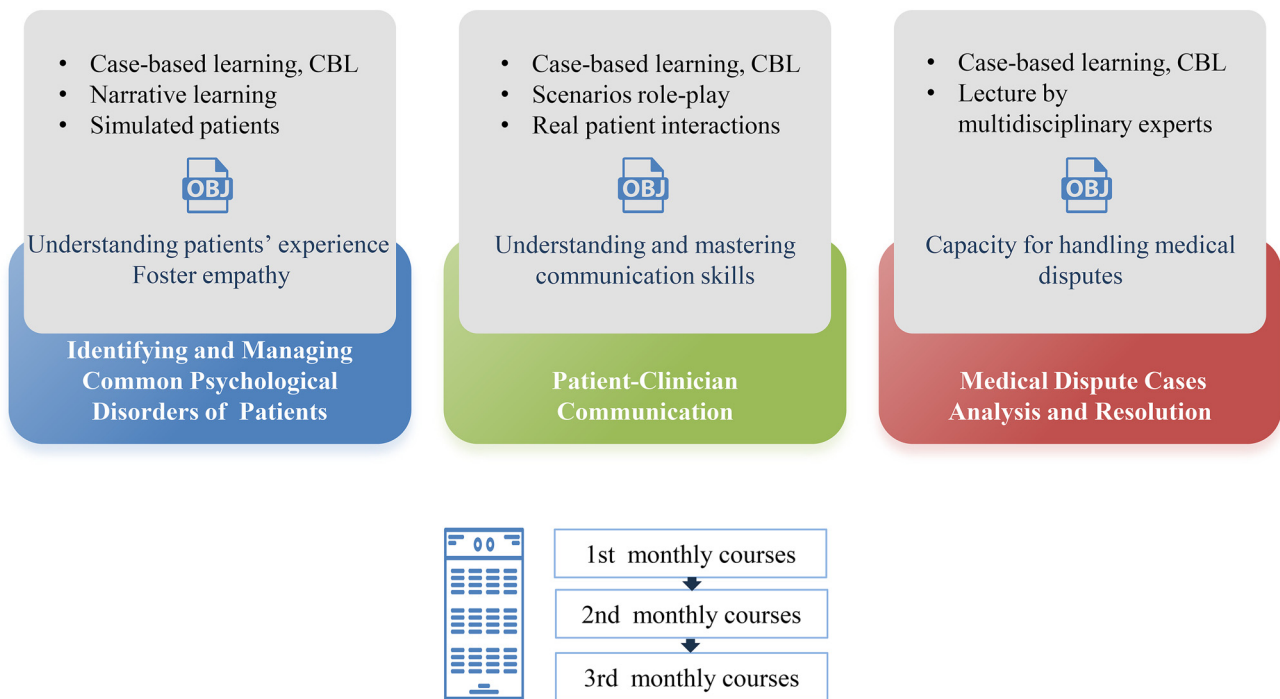 • Case-based learning, CBL
• Narrative learning
• Simulated patients
OBJ
Understanding patients’ experience
Foster empathy
Identifying and Managing
Common Psychological
Disorders of Patients
• Case-based learning, CBL
• Scenarios role-play
• Real patient interactions
OBJ
Understanding and mastering
communication skills
Patient-Clinician
Communication
• Case-based learning, CBL
• Lecture by
multidisciplinary experts
OBJ
Capacity for handling medical
disputes
Medical Dispute Cases
Analysis and Resolution
1st monthly courses
2nd monthly courses
3rd monthly courses